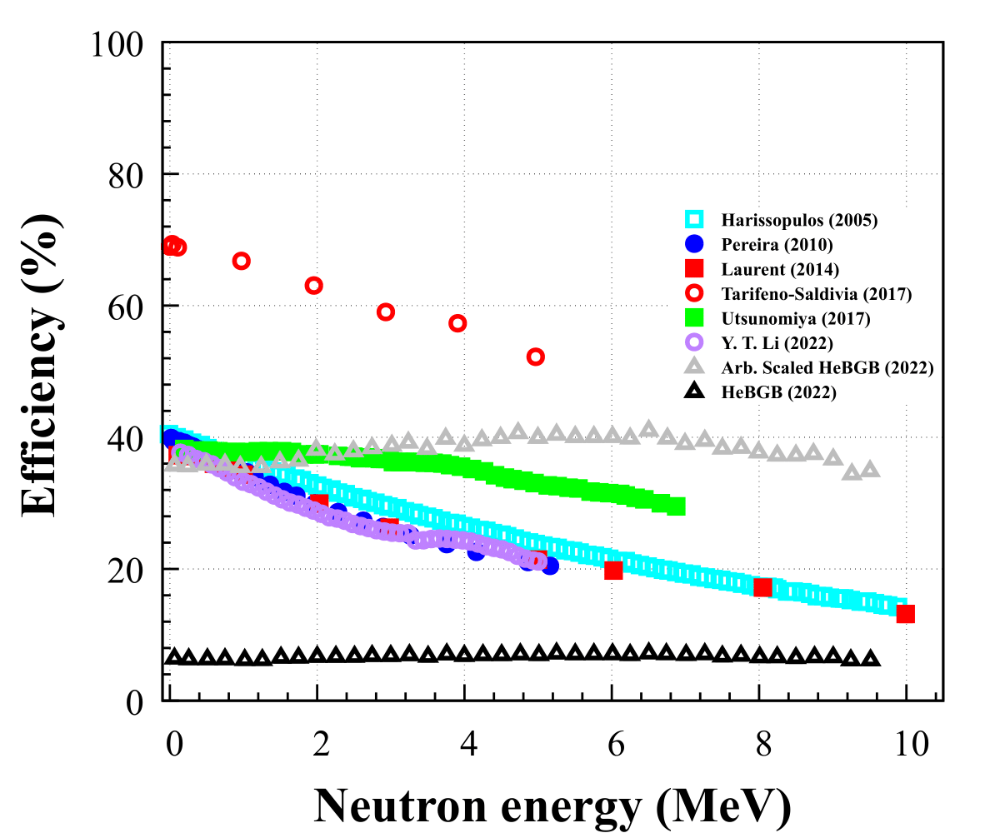 100
80
60
40
20
0
Efficiency (%)
Harissopulos (2005)
Pereira (2010)
Laurent (2014)
Tarifeno-Saldivia (2017)
Utsunomiya (2017)
Y. T. Li (2022)
Arb. Scaled HeBGB (2022)
HeBGB (2022)
0 2 4 6 8 10
Neutron energy (MeV)